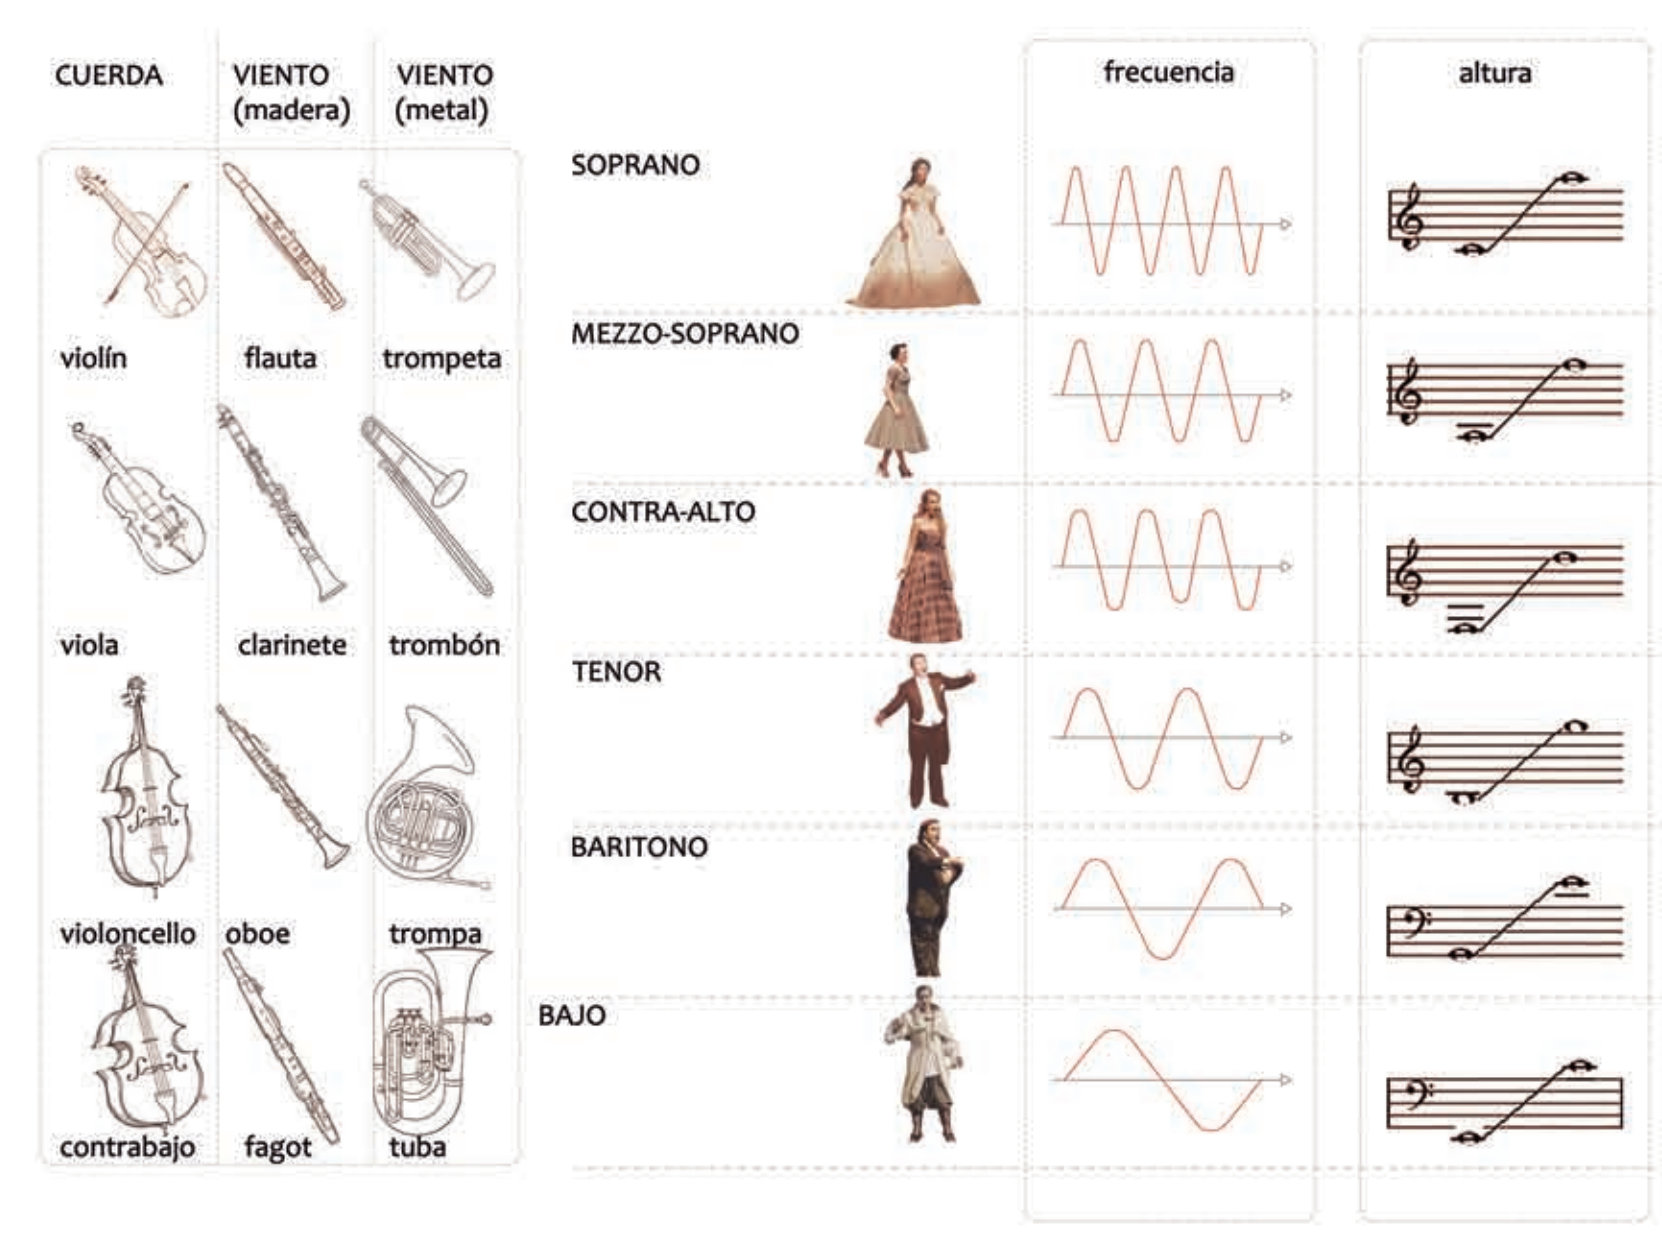 CUERDA
VIENTO
(madera)
VIENTO
(metal)
violín
flauta
trompeta
viola
clarinete
trombón
violoncello
oboe
trompa
contrabajo
fagot
tuba
frecuencia
altura
SOPRANO
MEZZO-SOPRANO
CONTRA-ALTO
TENOR
BARITONO
BAJO